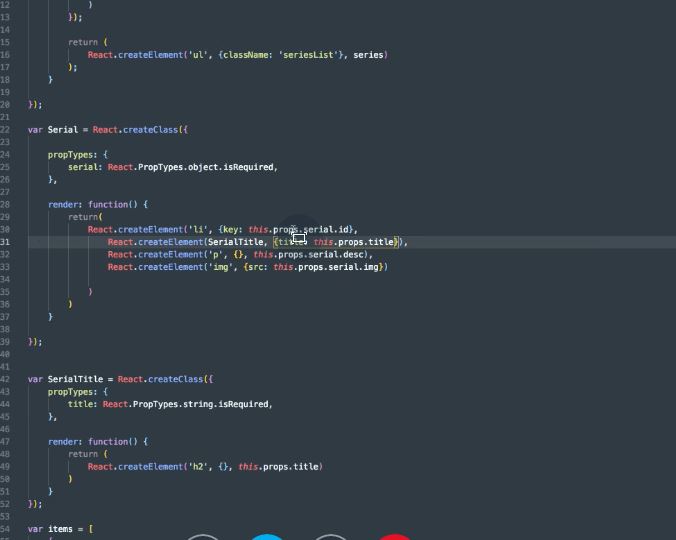 12 )
13 });
14
15 return (
16 React.createElement('ul', {className: 'seriesList'}, series)
17 );
18 }
19
20 });
21
22 var Serial = React.createClass({
23
24 propTypes: {
25 serial: React.PropTypes.object.isRequired,
26 },
27
28 render: function() {
29 return(
30 React.createElement('li', {key: this.props.serial.id},
31 React.createElement(SerialTitle, {title: this.props.title}),
32 React.createElement('p', {}, this.props.serial.desc),
33 React.createElement('img', {src: this.props.serial.img})
34
35 )
36 )
37 }
38
39 });
40
41
42 var SerialTitle = React.createClass({
43 propTypes: {
44 title: React.PropTypes.string.isRequired,
45 },
46
47 render: function() {
48 return (
49 React.createElement('h2', {}, this.props.title)
50 )
51 }
52 });
53
54 var items = [